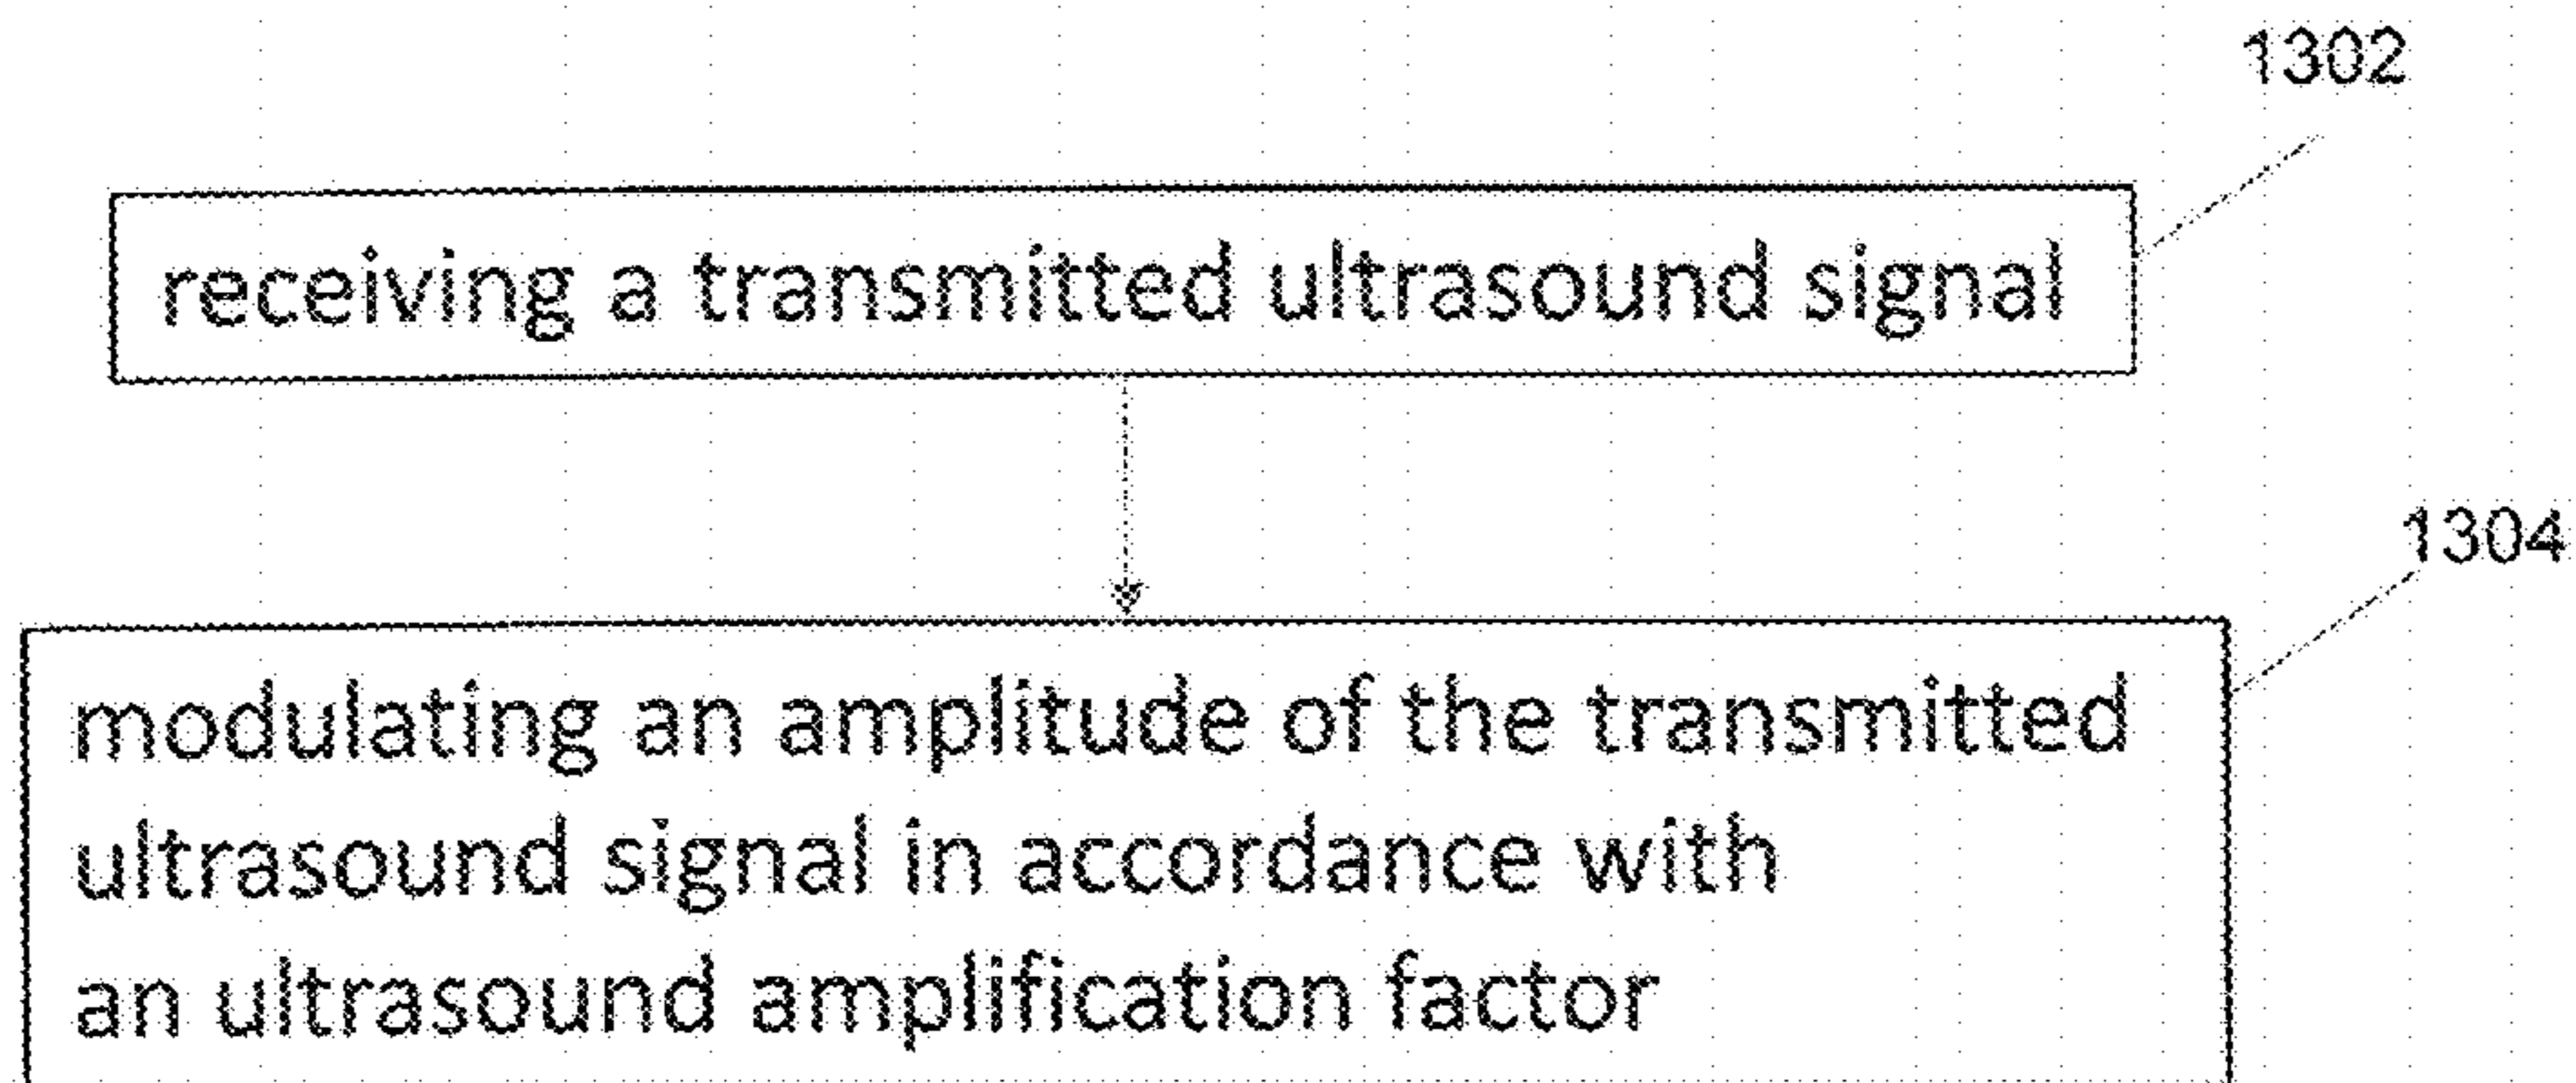 1302
receiving a transmitted ultrasound signal
1304
modulating an amplitude of the transmitted
ultrasound signal in accordance with
an ultrasound amplification factor